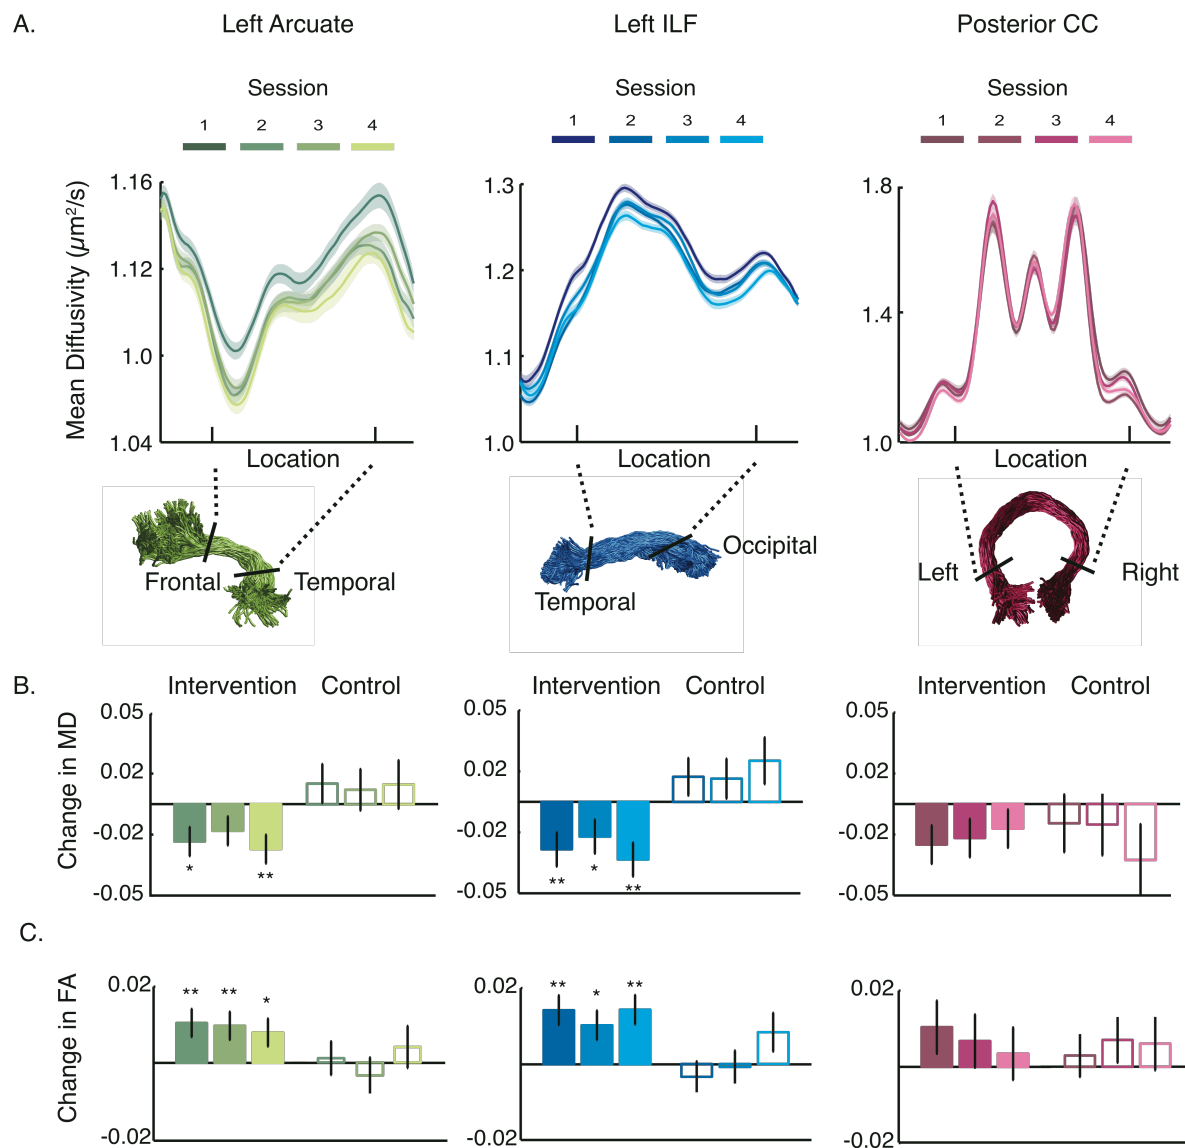 A.
Left Arcuate
Left ILF
Posterior CC
Session
Session
Session
1 2 3 4
1 2 3 4
1 2 3 4
Mean Diffusivity (µm²/s)
1.16
1.12
1.0
1.04
1.3
1.2
1.1
1.0
1.8
1.4
1.0
Location
Location
Location
Frontal
Temporal
Temporal
Occipital
Left
Right
B.
Intervention Control
Intervention Control
Intervention Control
Change in MD
0.05
0.02
-0.02
-0.05
* **
0.05
0.02
-0.02
-0.05
** * **
0.05
0.02
-0.02
-0.05
C.
Change in FA
0.02
-0.02
** ** *
0.02
-0.02
** * **
0.02
-0.02